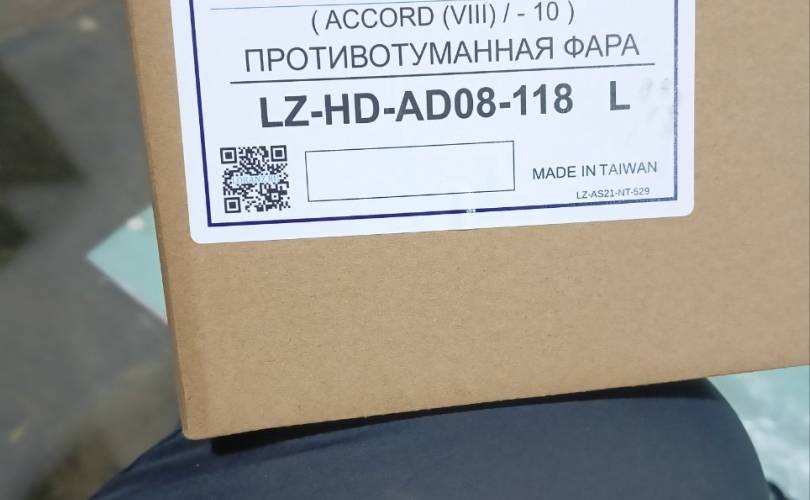 ( ACCORD (VIII) / - 10 )
ПРОТИВОТУМАННАЯ ФАРА
LZ-HD-AD08-118 L
MADE IN TAIWAN
LZ-AS21-NT-529